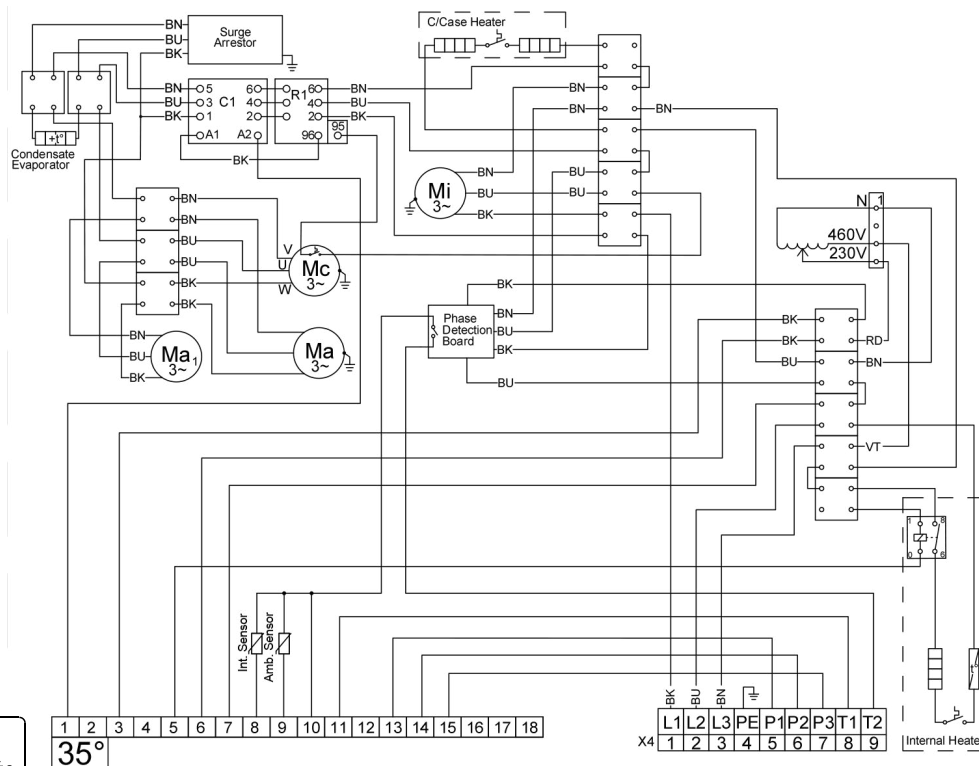 BN
BU
BK
Surge
Arrestor
C/Case Heater
BN 5 6 6 BN
BU 3 C1 4 R1 4 BU
BK 1 2 2 BK
A1 A2 96 95
BK
+t°
Condensate
Evaporator
BN
BN BN
BN
BU
BU
BK
Mi
3~
BN
BN
BU
BU
BK
BK
V
U
W
Mc
3~
N 1
460V
230V
BN
BU
BK
Ma1
3~
Ma
3~
BK
BN
BU
BK
BU
Phase
Detection
Board
BK
BK RD
BU BN
VT
1 8
0 6
Int. Sensor
Amb. Sensor
t°
Internal Heate
BK BU BN
1 2 3 4 5 6 7 8 9 10 11 12 13 14 15 16 17 18
35°
L1 L2 L3 PE P1 P2 P3 T1 T2
X4 1 2 3 4 5 6 7 8 9